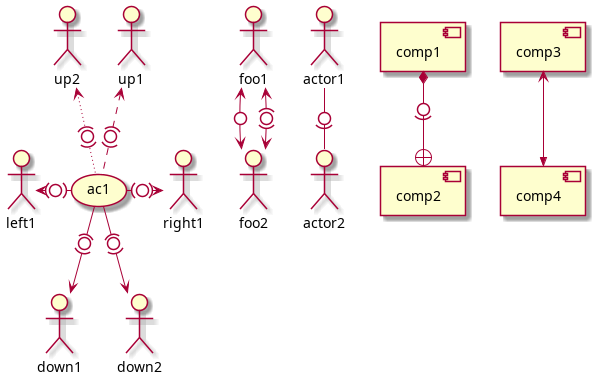 up2
up1
foo1
actor1
comp1
comp3
left1
ac1
right1
foo2
actor2
comp2
comp4
down1
down2